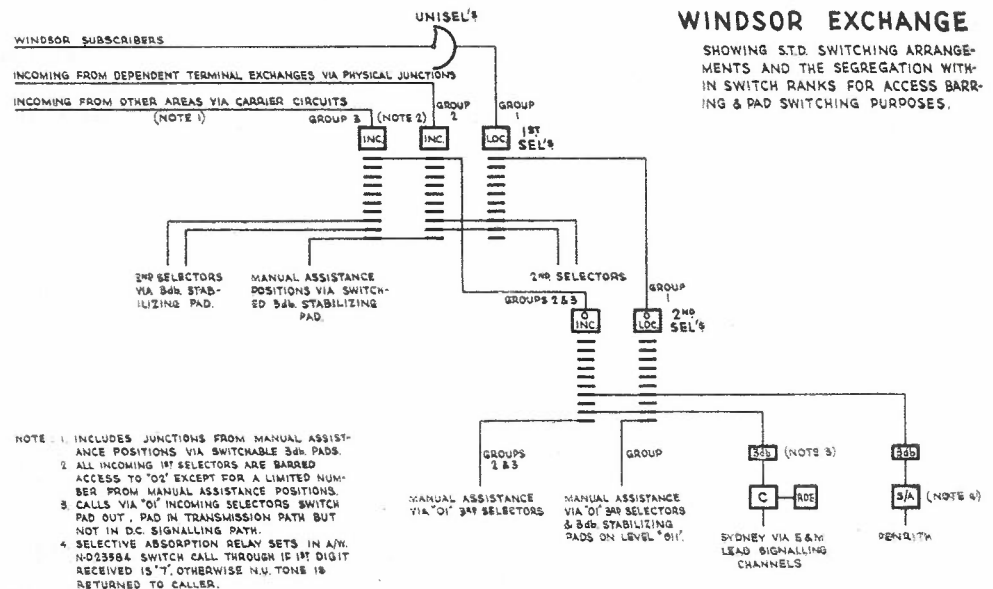 UNISEL'S
WINDSOR EXCHANGE
SHOWING S.T.D. SWITCHING ARRANGE-
MENTS AND THE SEGREGATION WITH-
IN SWITCH RANKS FOR ACCESS BARR-
ING & PAD SWITCHING PURPOSES.
WINDSOR SUBSCRIBERS
INCOMING FROM DEPENDENT TERMINAL EXCHANGES VIA PHYSICAL JUNCTIONS
INCOMING FROM OTHER AREAS VIA CARRIER CIRCUITS
(NOTE 1)
GROUP 3
(NOTE 2)
GROUP
2
GROUP
1
INC.
INC.
LOC.
1ST
SEL'S
2ND SELECTORS
VIA 3db. STAB-
ILIZING PAD.
MANUAL ASSISTANCE
POSITIONS VIA SWITCH-
ED 3db. STABILIZING
PAD.
2ND SELECTORS
GROUPS 2 & 3
GROUP
1
0
INC.
0
LOC.
2ND
SEL'S
GROUPS
2 & 3
GROUP
MANUAL ASSISTANCE
VIA "01" 3RD SELECTORS
MANUAL ASSISTANCE
VIA "01" 3RD SELECTORS
& 3db. STABILIZING
PADS ON LEVEL "011".
3db
(NOTE 3)
C
RDE
SYDNEY VIA E & M
LEAD SIGNALLING
CHANNELS
3db
S/A
(NOTE 4)
PENRITH
NOTE : 1. INCLUDES JUNCTIONS FROM MANUAL ASSIST-
ANCE POSITIONS VIA SWITCHABLE 3db. PADS.
2 ALL INCOMING 1ST SELECTORS ARE BARRED
ACCESS TO "02" EXCEPT FOR A LIMITED NUM-
BER FROM MANUAL ASSISTANCE POSITIONS.
3. CALLS VIA "01" INCOMING SELECTORS SWITCH
PAD OUT, PAD IN TRANSMISSION PATH BUT
NOT IN D.C. SIGNALLING PATH.
4 SELECTIVE ABSORPTION RELAY SETS IN A/W.
N-D23584 SWITCH CALL THROUGH IF 1ST DIGIT
RECEIVED IS "7", OTHERWISE N.U. TONE IS
RETURNED TO CALLER.